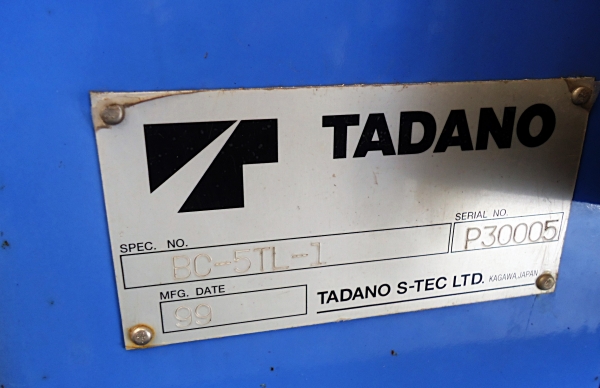 TADANO
SPEC. NO.
BC-5TL-1
SERIAL NO.
P30005
MFG. DATE
99
TADANO S-TEC LTD. KAGAWA, JAPAN